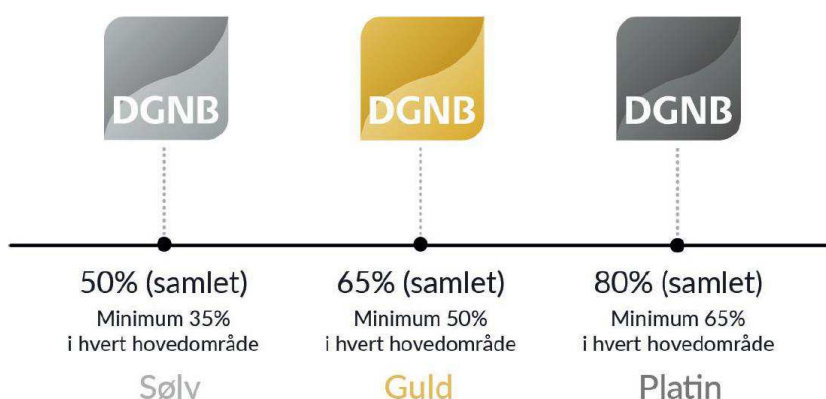 DGNB
DGNB
DGNB
50% (samlet)
Minimum 35%
i hvert hovedområde
Sølv
65% (samlet)
Minimum 50%
i hvert hovedområde
Guld
80% (samlet)
Minimum 65%
i hvert hovedområde
Platin